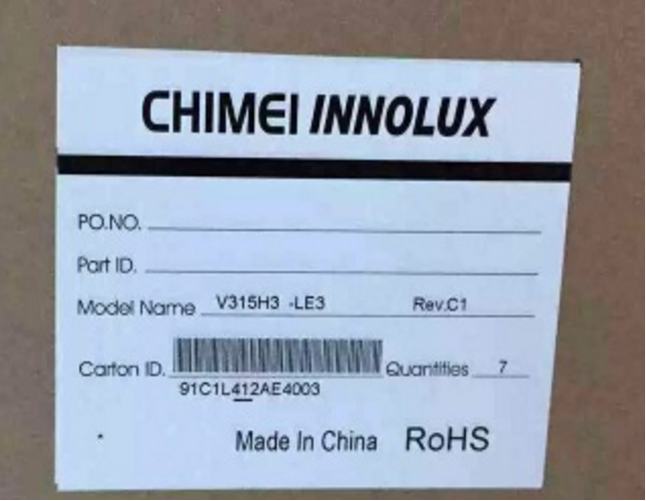 CHIMEI INNOLUX
PO.NO.
Part ID.
Model Name V315H3 -LE3 Rev.C1
Carton ID. Quantities 7
91C1L412AE4003
Made In China RoHS